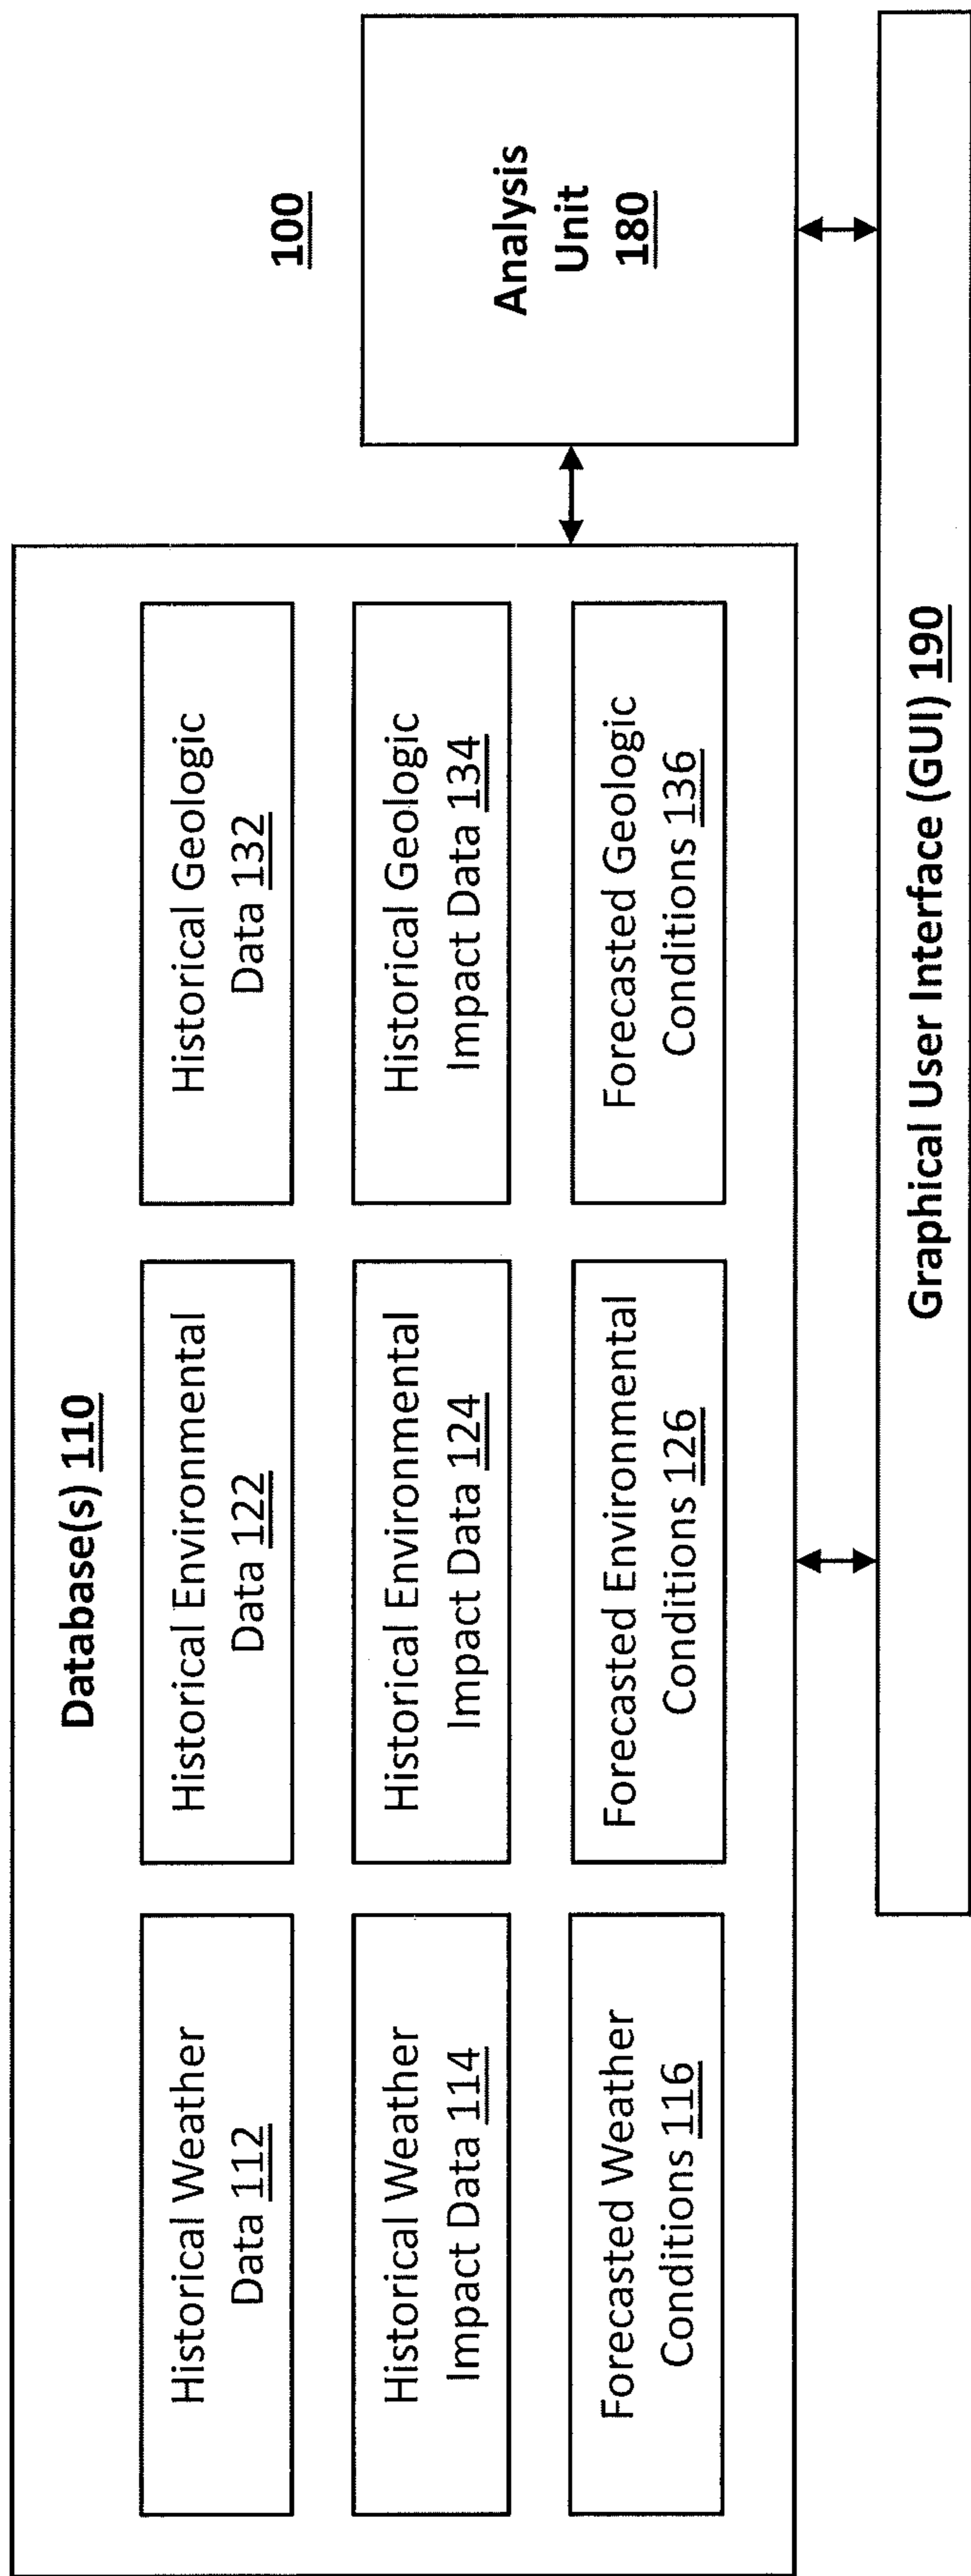 100
Database(s) 110
Historical Weather
Data 112
Historical Environmental
Data 122
Historical Geologic
Data 132
Historical Weather
Impact Data 114
Historical Environmental
Impact Data 124
Historical Geologic
Impact Data 134
Forecasted Weather
Conditions 116
Forecasted Environmental
Conditions 126
Forecasted Geologic
Conditions 136
Analysis
Unit
180
Graphical User Interface (GUI) 190